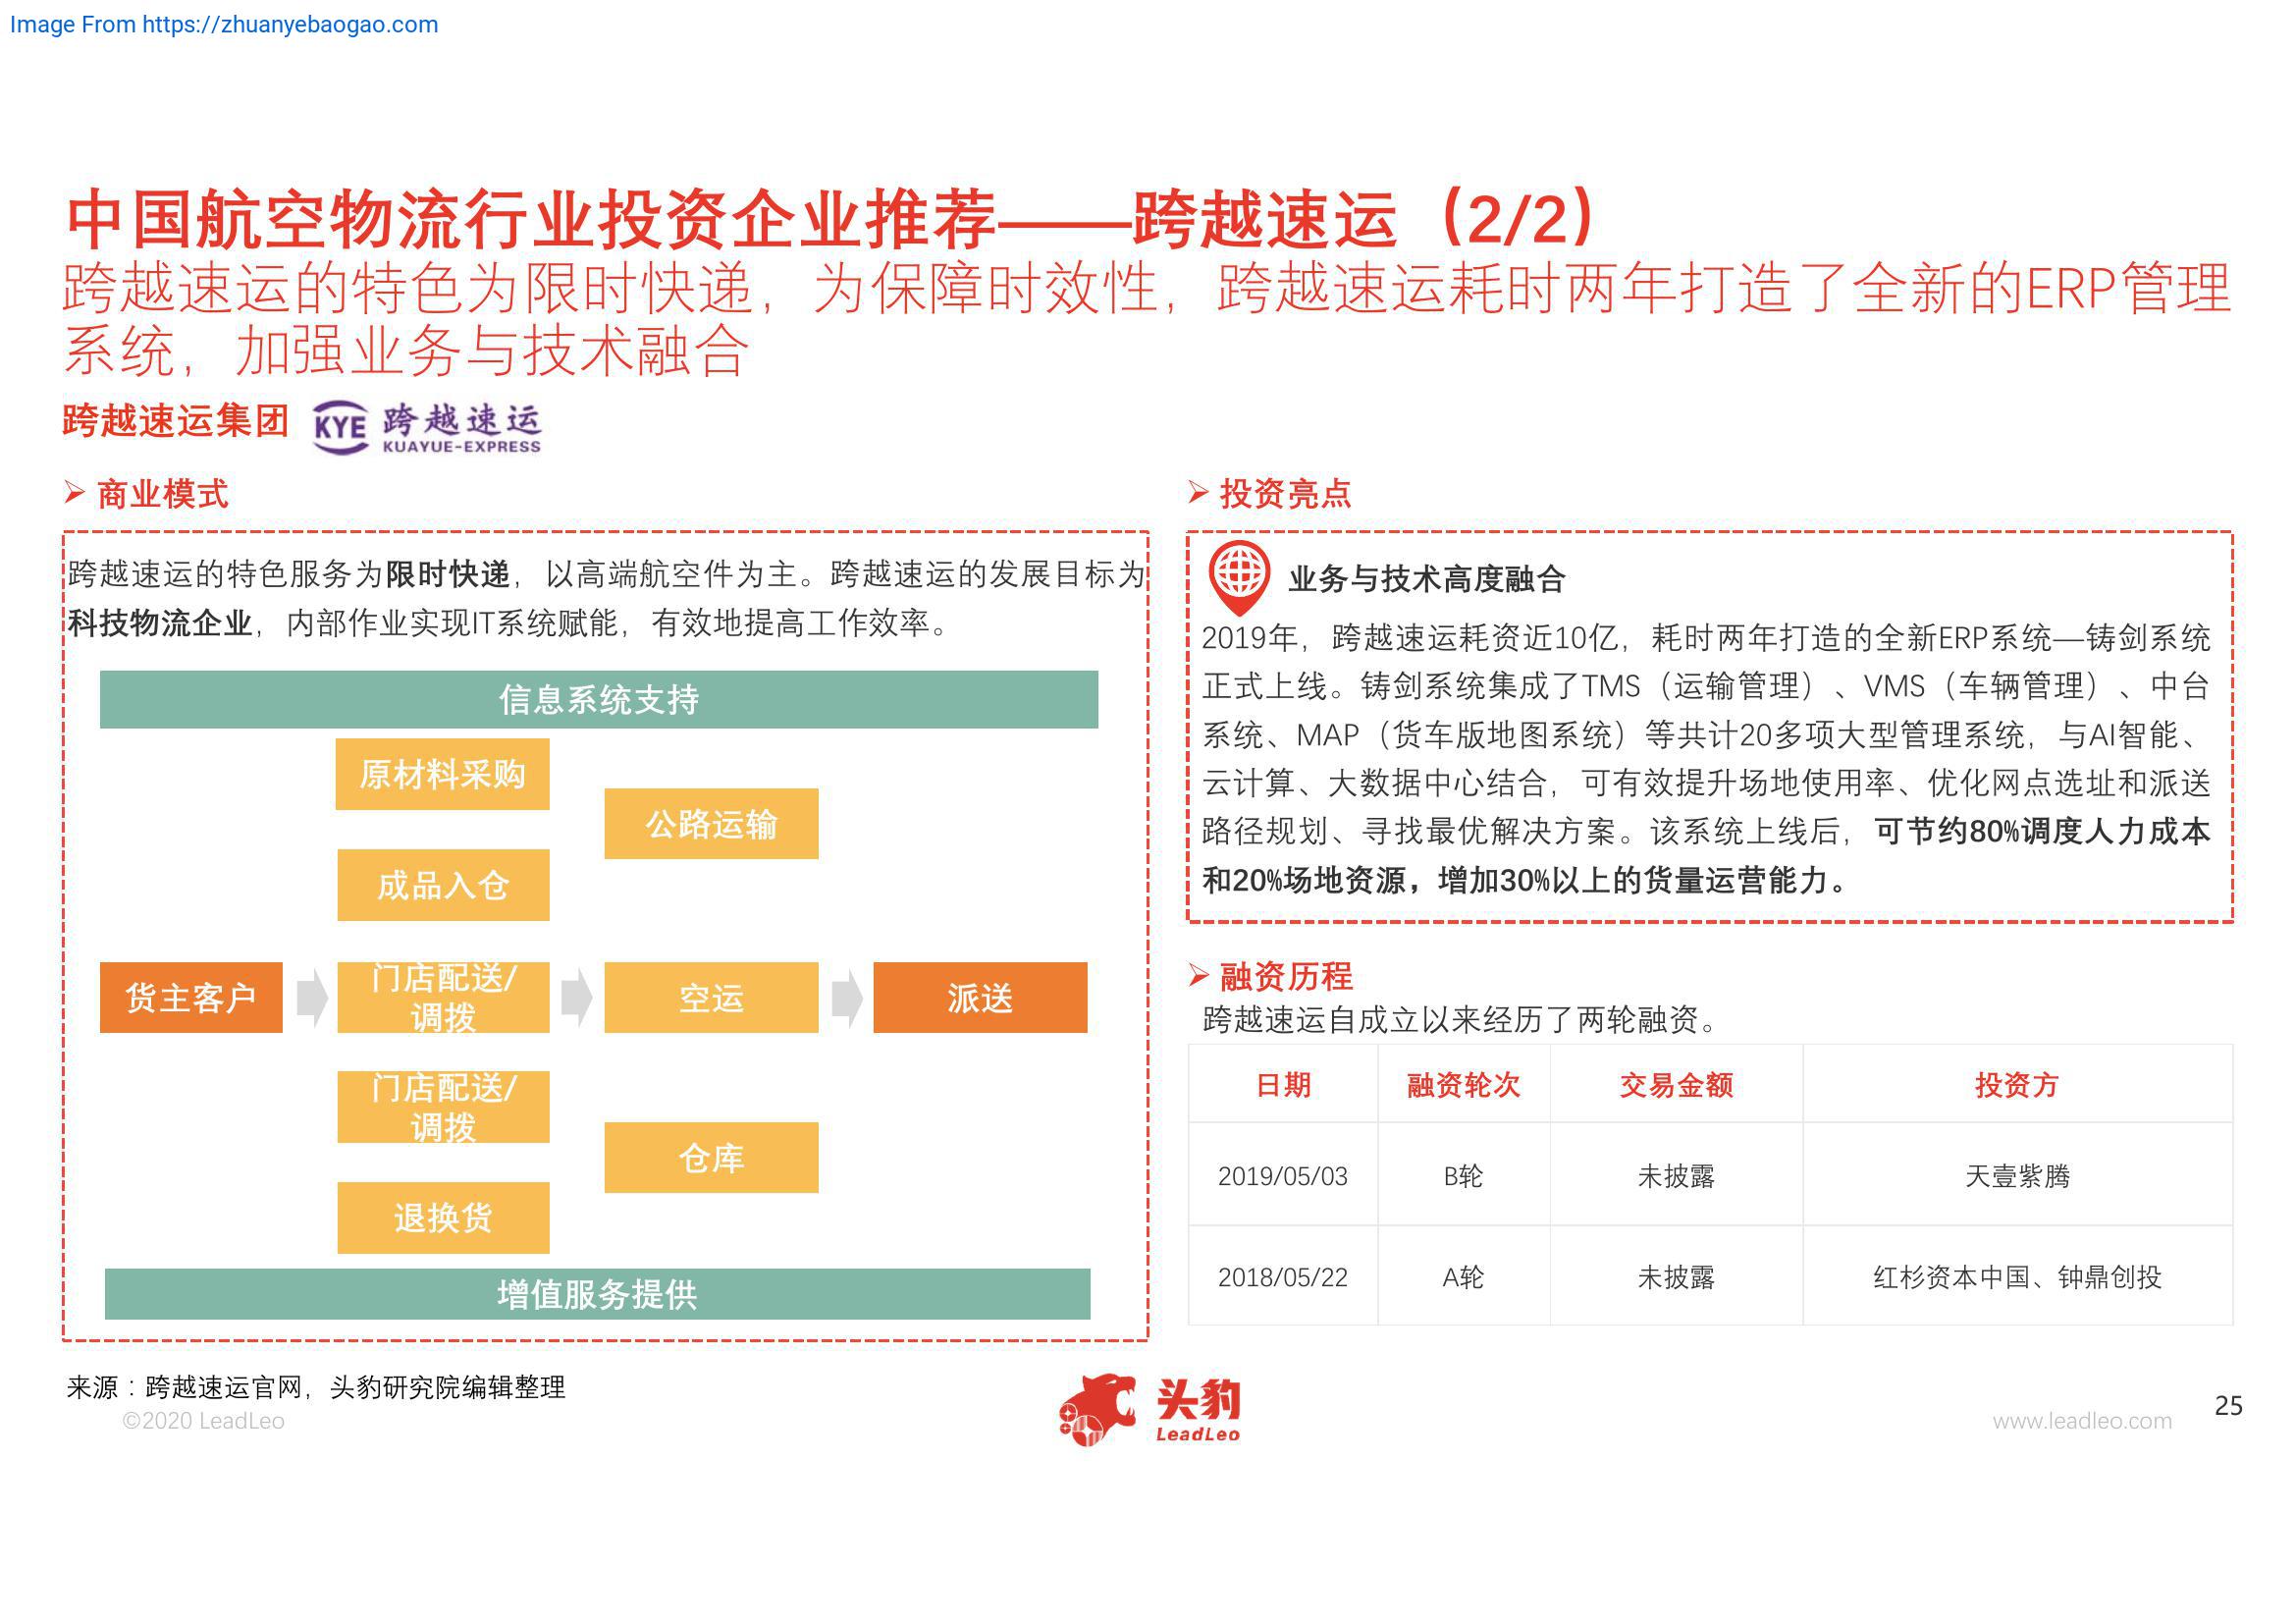 Image From https://zhuanyebaogao.com
中国航空物流行业投资企业推荐——跨越速运（2/2）
跨越速运的特色为限时快递，为保障时效性，跨越速运耗时两年打造了全新的ERP管理
系统，加强业务与技术融合
跨越速运集团
KYE 跨越速运
KUAYUE-EXPRESS
商业模式
跨越速运的特色服务为限时快递，以高端航空件为主。跨越速运的发展目标为
科技物流企业，内部作业实现IT系统赋能，有效地提高工作效率。
信息系统支持
原材料采购
公路运输
成品入仓
货主客户
门店配送/
调拨
空运
派送
门店配送/
调拨
仓库
退换货
增值服务提供
投资亮点
业务与技术高度融合
2019年，跨越速运耗资近10亿，耗时两年打造的全新ERP系统—铸剑系统
正式上线。铸剑系统集成了TMS（运输管理）、VMS（车辆管理）、中台
系统、MAP（货车版地图系统）等共计20多项大型管理系统，与AI智能、
云计算、大数据中心结合，可有效提升场地使用率、优化网点选址和派送
路径规划、寻找最优解决方案。该系统上线后，可节约80%调度人力成本
和20%场地资源，增加30%以上的货量运营能力。
融资历程
跨越速运自成立以来经历了两轮融资。
日期 融资轮次 交易金额 投资方
2019/05/03 B轮 未披露 天壹紫腾
2018/05/22 A轮 未披露 红杉资本中国、钟鼎创投
来源：跨越速运官网，头豹研究院编辑整理
©2020 LeadLeo
头豹
LeadLeo
www.leadleo.com
25